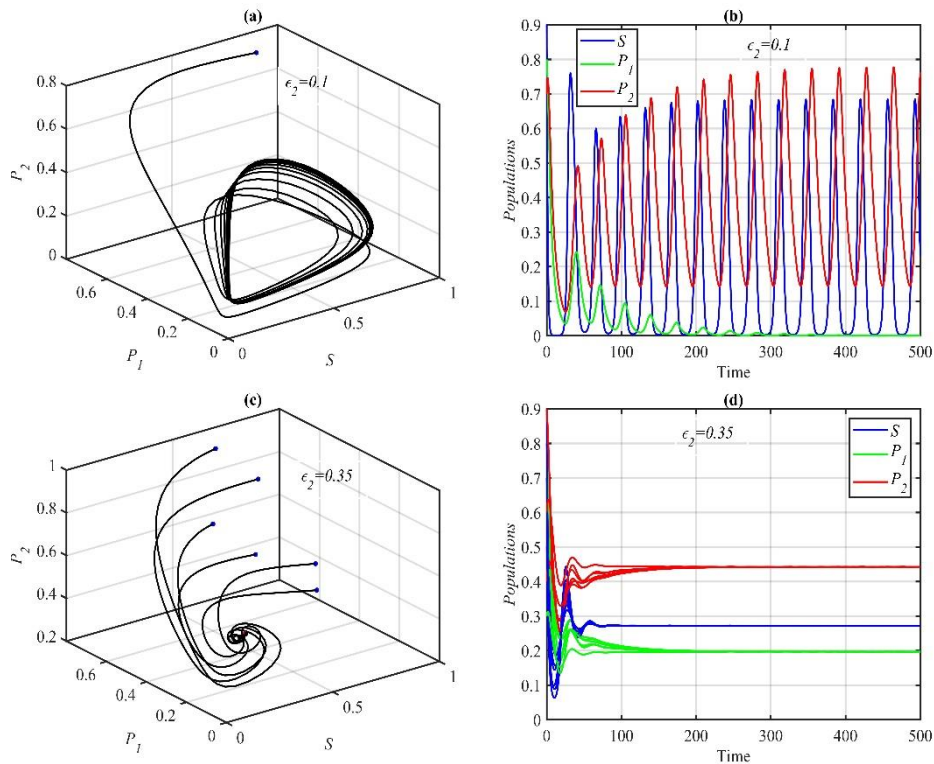 (a)
ϵ2=0.1
0.8
0.6
0.4
0.2
0
P2
0.6
0.4
0.2
0
P1
0
0.5
1
S
(b)
ϵ2=0.1
S
P1
P2
0.9
0.8
0.7
0.6
0.5
0.4
0.3
0.2
0.1
0
Populations
0
100
200
300
400
500
Time
(c)
ϵ2=0.35
1
0.8
0.6
0.4
0.2
P2
0.6
0.4
0.2
0
P1
0
0.5
1
S
(d)
ϵ2=0.35
S
P1
P2
0.9
0.8
0.7
0.6
0.5
0.4
0.3
0.2
0.1
0
Populations
0
100
200
300
400
500
Time